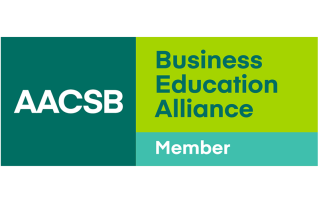 AACSB
Business
Education
Alliance
Member